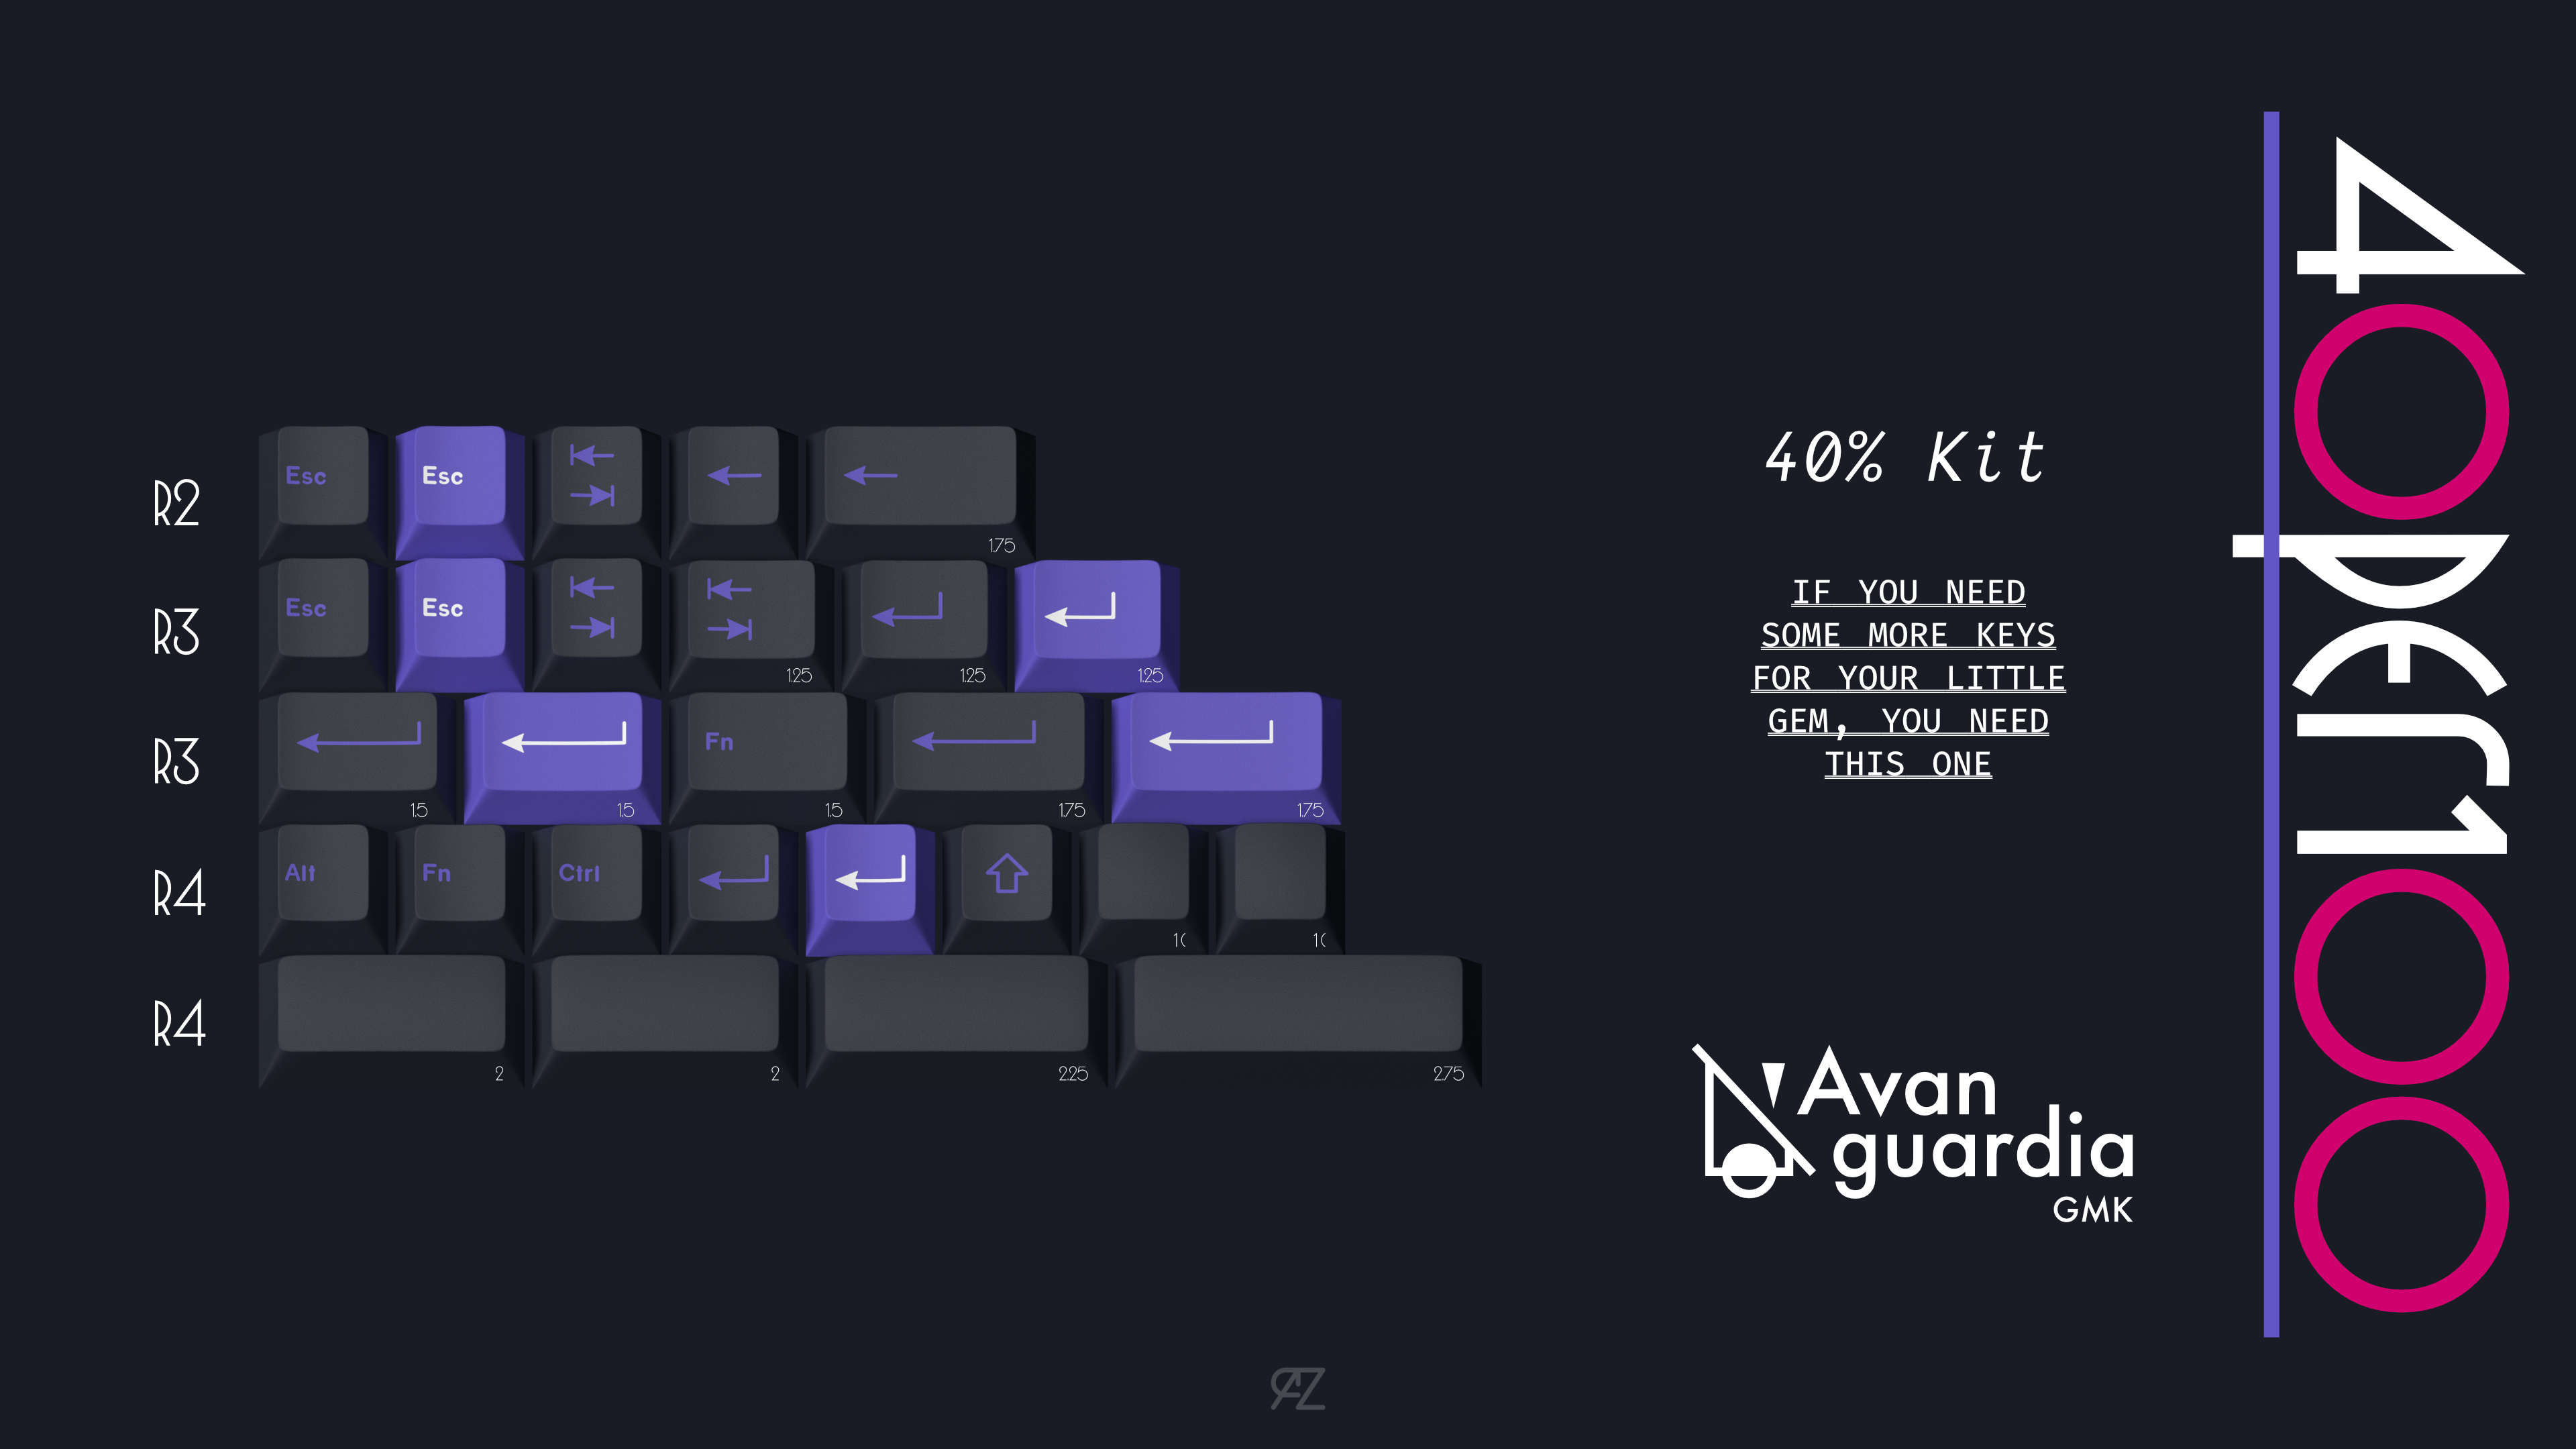 R2
Esc Esc
1.75
R3
Esc Esc
1.25 1.25 1.25
R3
Fn
1.5 1.5 1.5 1.75 1.75
R4
Alt Fn Ctrl
1( 1(
R4
2 2 2.25 2.75
40% Kit
IF YOU NEED
SOME MORE KEYS
FOR YOUR LITTLE
GEM, YOU NEED
THIS ONE
Avan
guardia
GMK
40per100